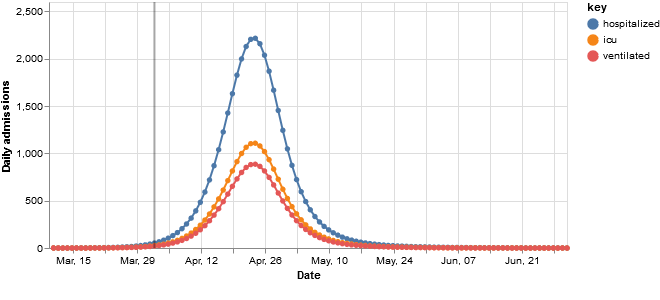 2,500
2,000
1,500
1,000
500
0
Daily admissions
Mar, 15 Mar, 29 Apr, 12 Apr, 26 May, 10 May, 24 Jun, 07 Jun, 21
Date
key
hospitalized
icu
ventilated